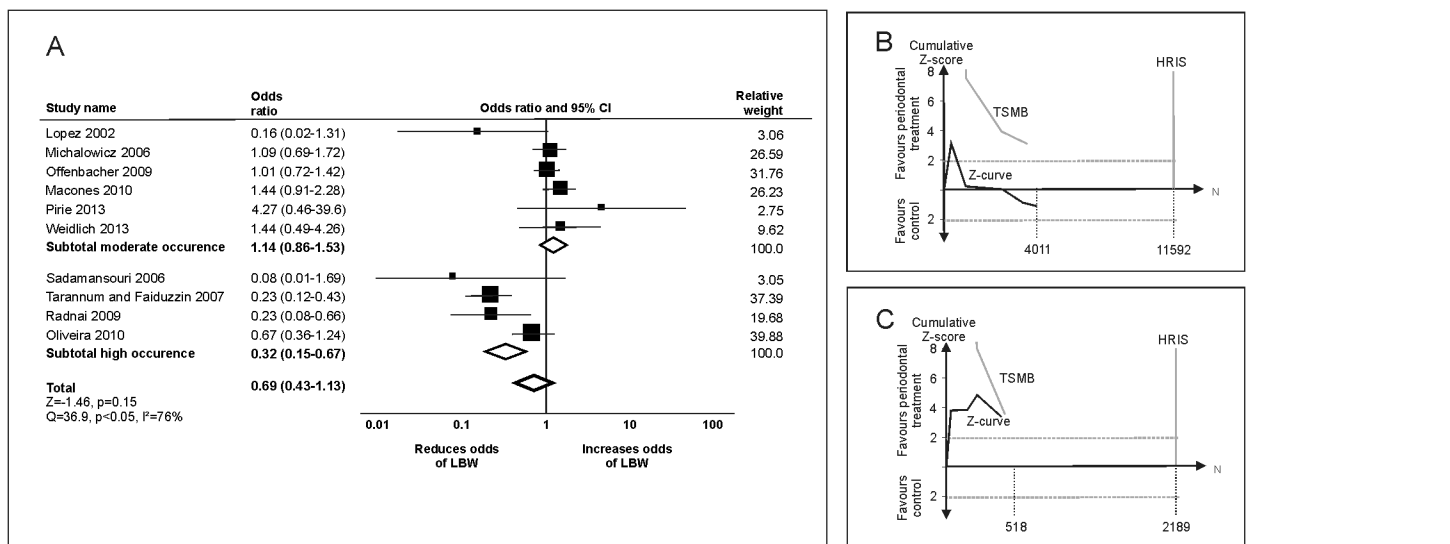 A
Study name Odds ratio Odds ratio and 95% CI Relative weight
Lopez 2002 0.16 (0.02-1.31) 3.06
Michalowicz 2006 1.09 (0.69-1.72) 26.59
Offenbacher 2009 1.01 (0.72-1.42) 31.76
Macones 2010 1.44 (0.91-2.28) 26.23
Pirie 2013 4.27 (0.46-39.6) 2.75
Weidlich 2013 1.44 (0.49-4.26) 9.62
Subtotal moderate occurence 1.14 (0.86-1.53) 100.0
Sadamansouri 2006 0.08 (0.01-1.69) 3.05
Tarannum and Faiduzzin 2007 0.23 (0.12-0.43) 37.39
Radnai 2009 0.23 (0.08-0.66) 19.68
Oliveira 2010 0.67 (0.36-1.24) 39.88
Subtotal high occurence 0.32 (0.15-0.67) 100.0
Total 0.69 (0.43-1.13)
Z=-1.46, p=0.15
Q=36.9, p<0.05, I²=76%
0.01 0.1 1 10 100
Reduces odds Increases odds
of LBW of LBW
B
Cumulative
Z-score
HRIS
8
6
TSMB
4
2
Z-curve
N
2
4011 11592
Favours periodontal
treatment
Favours
control
C
Cumulative
Z-score
HRIS
8
6
TSMB
4
Z-curve
2
N
2
518 2189
Favours periodontal
treatment
Favours
control